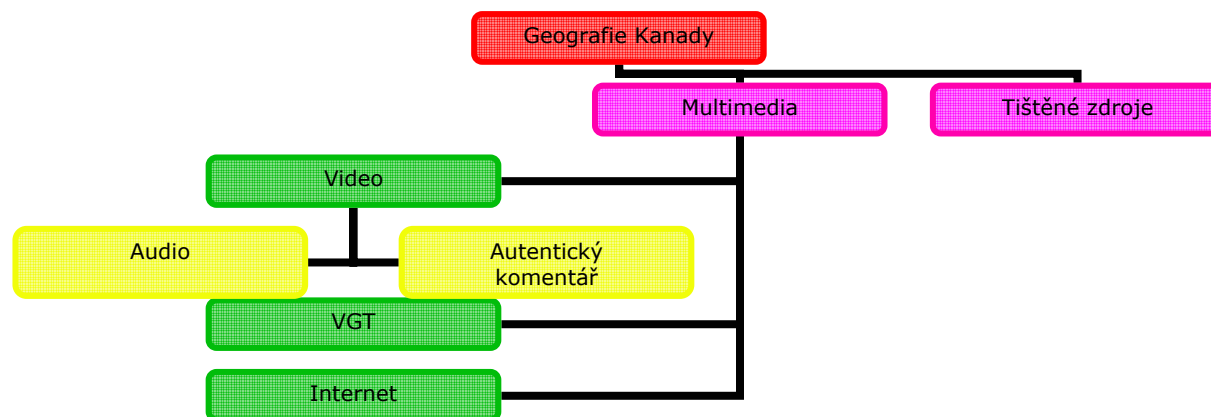 Geografie Kanady
Multimedia
Tištěné zdroje
Video
Audio
Autentický
komentář
VGT
Internet